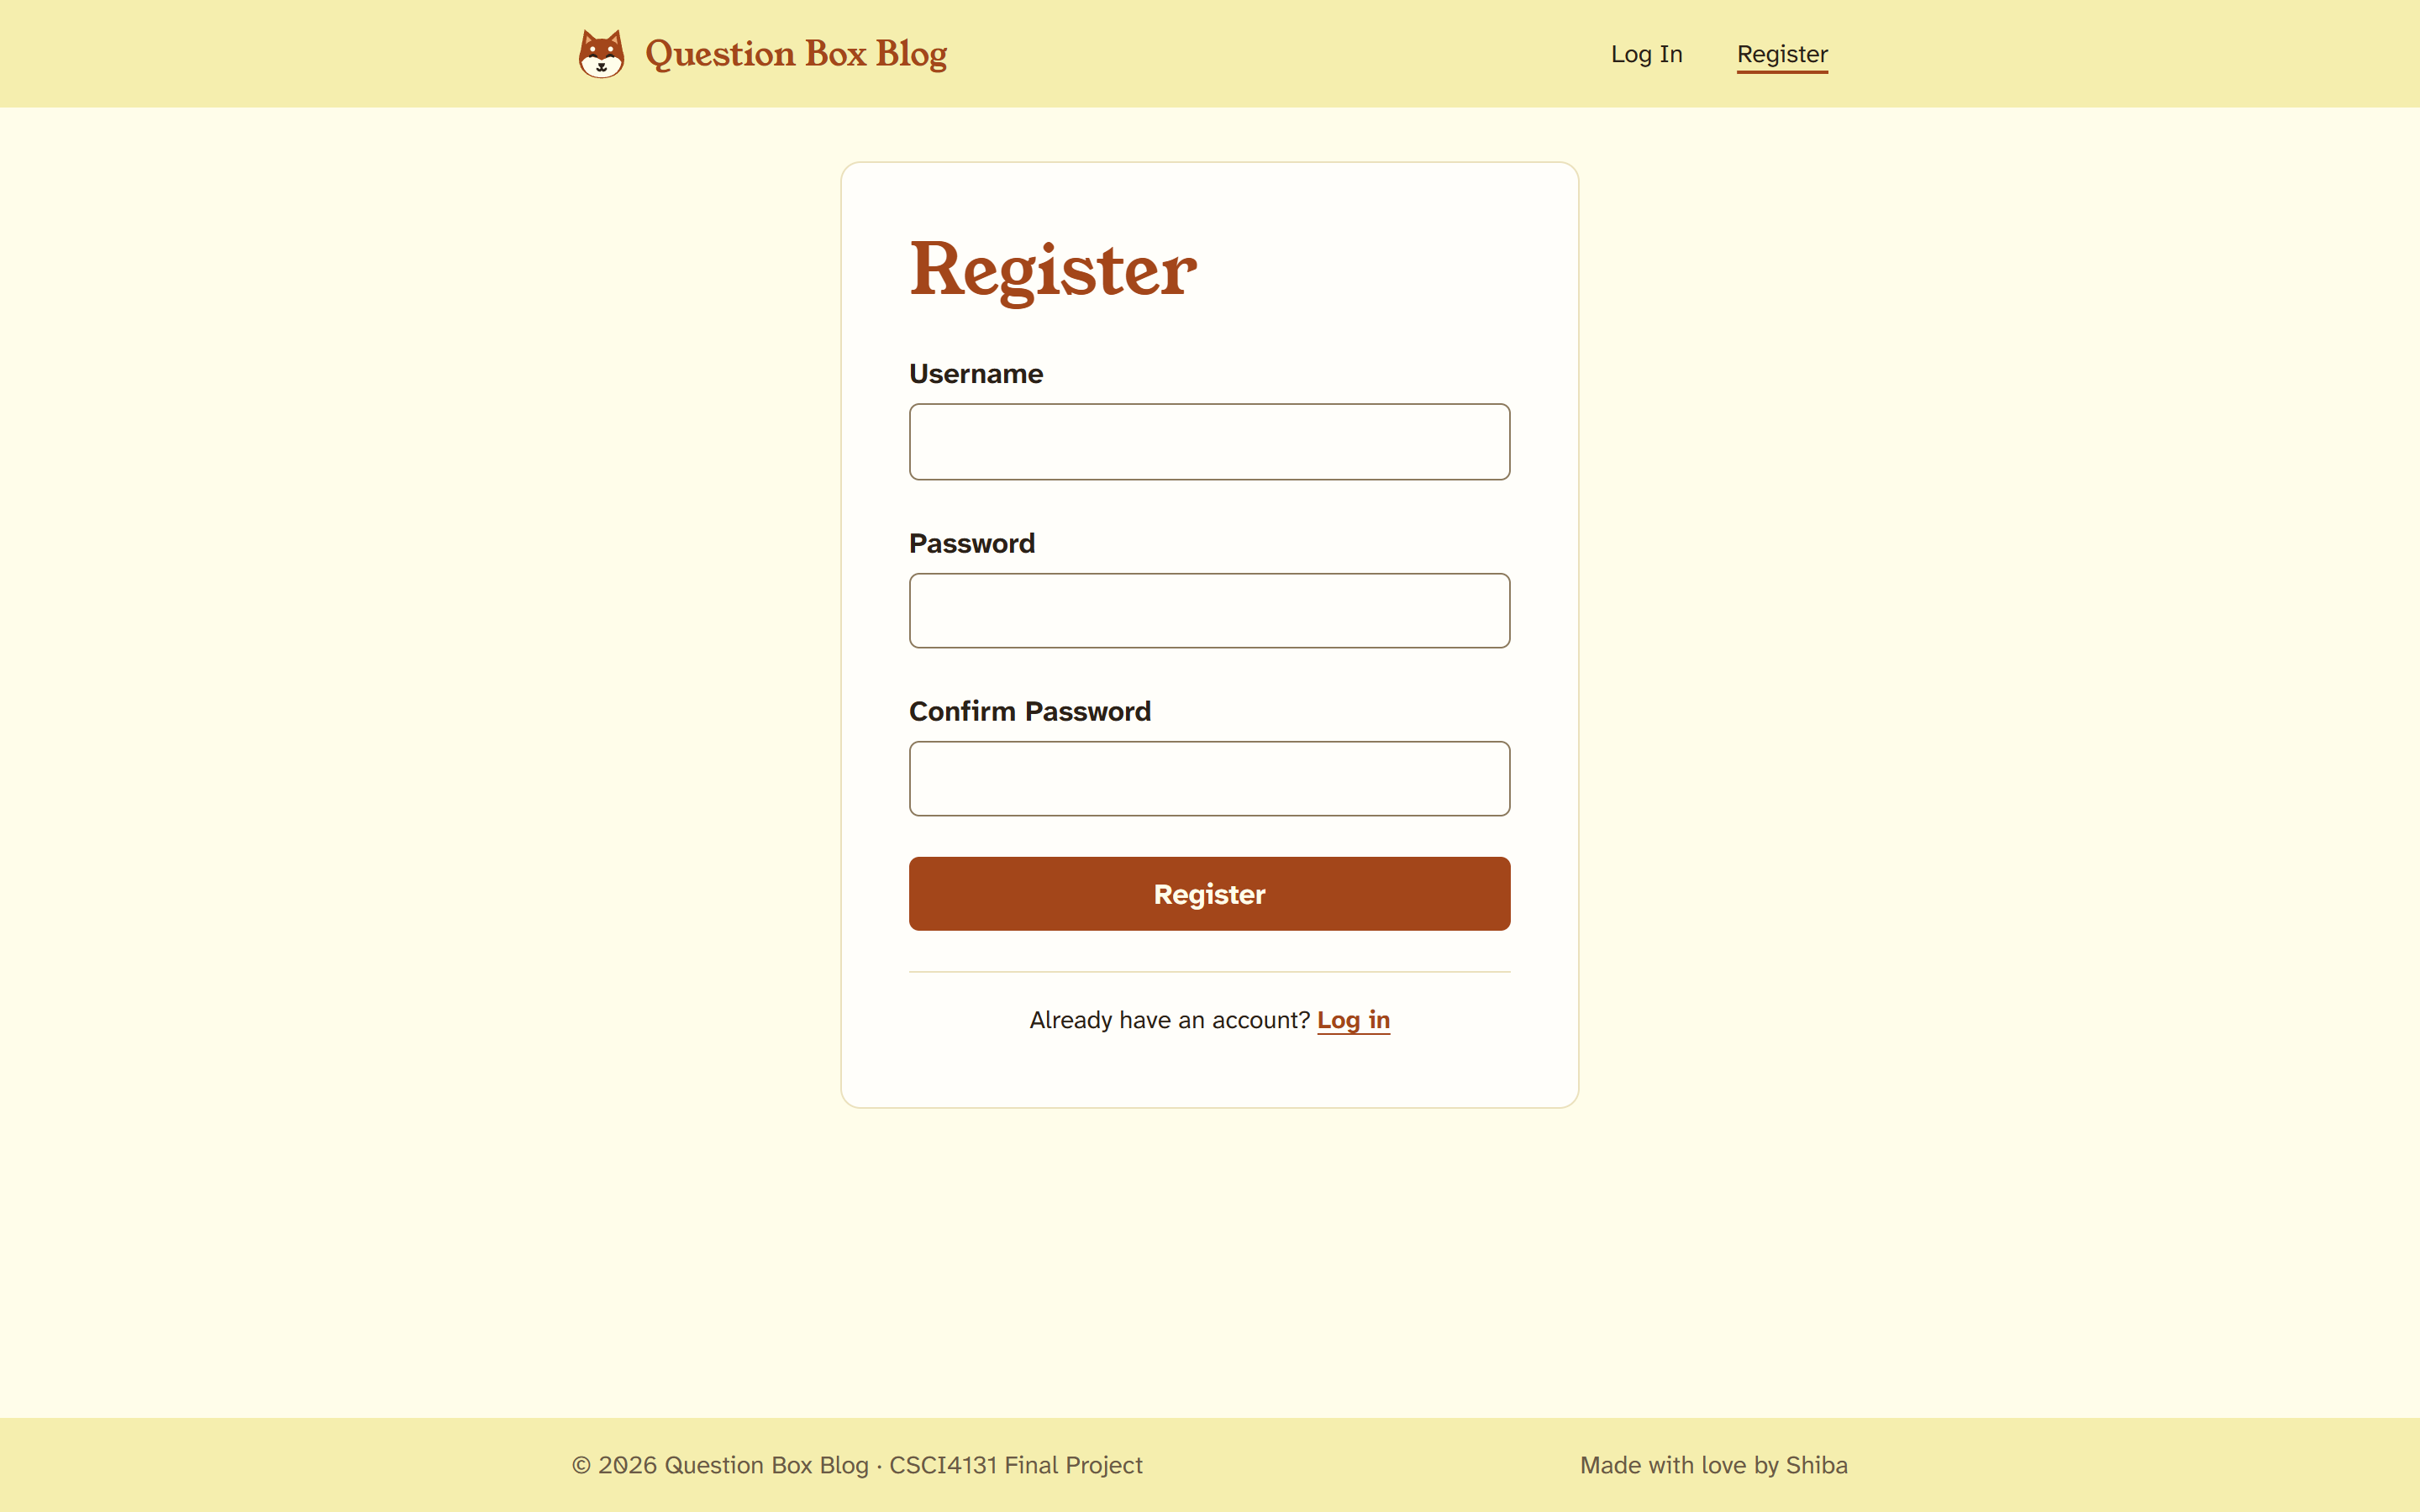 Question Box Blog
Log In
Register
Register
Username
Password
Confirm Password
Register
Already have an account? Log in
© 2026 Question Box Blog · CSCI4131 Final Project
Made with love by Shiba